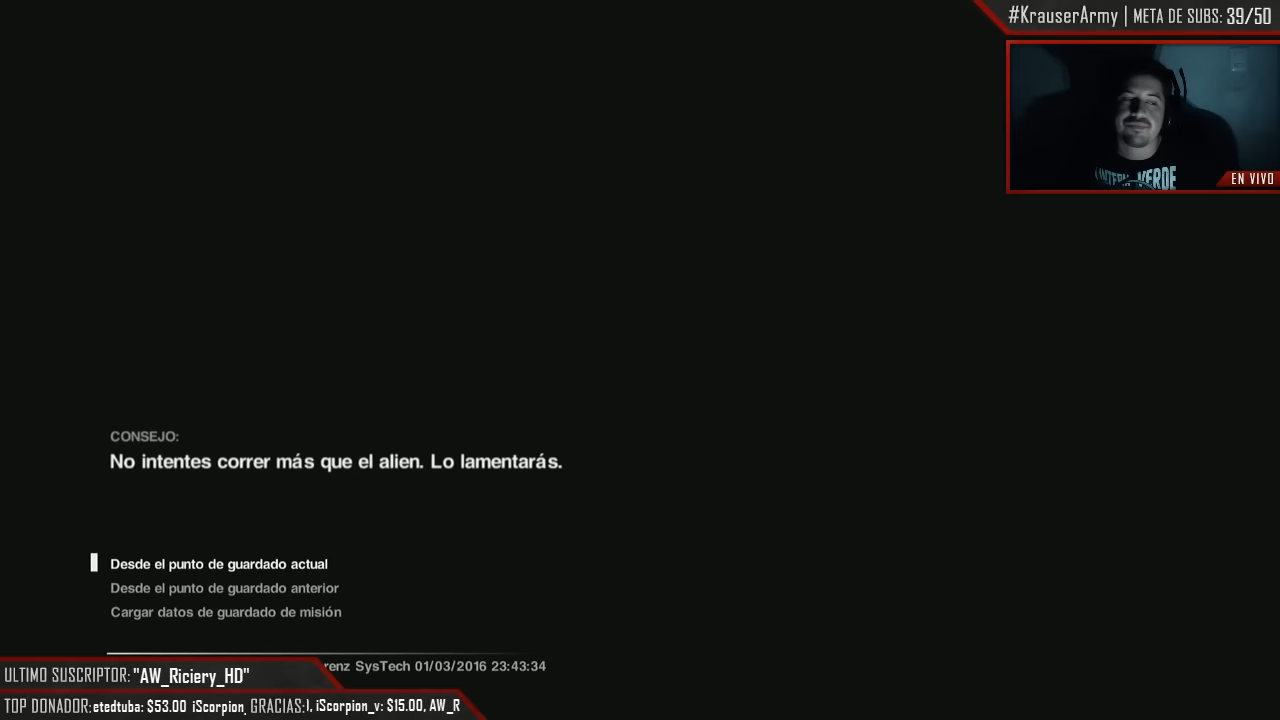 #KrauserArmy | META DE SUBS: 39/50
VERDE
EN VIVO
CONSEJO:
No intentes correr más que el alien. Lo lamentarás.
Desde el punto de guardado actual
Desde el punto de guardado anterior
Cargar datos de guardado de misión
renz SysTech 01/03/2016 23:43:34
ULTIMO SUSCRIPTOR: "AW_Riciery_HD"
TOP DONADOR: etedtuba: $53.00 iScorpion_ GRACIAS: ), iScorpion_v: $15.00, AW_R